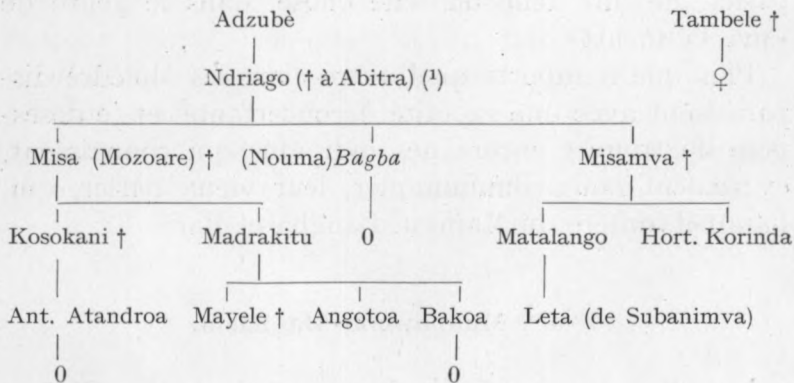 Adzubè Tambele †
Ndriago († à Abitra) (¹) ♀
Misa (Mozoare) † (Nouma) Bagba Misamva †
Kosokani † Madrakitu 0 Matalango Hort. Korinda
Ant. Atandroa Mayele † Angotoa Bakoa Leta (de Subanimva)
0 0